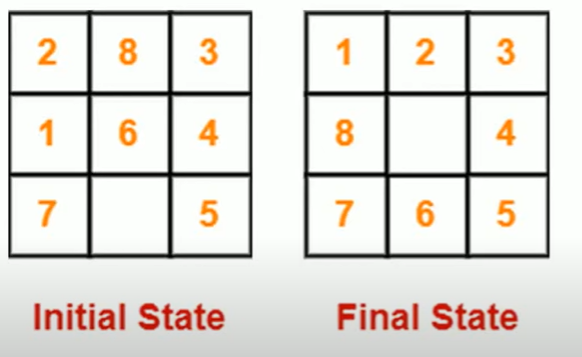 2 8 3 1 2 3
1 6 4 8 4
7 5 7 6 5
Initial State Final State